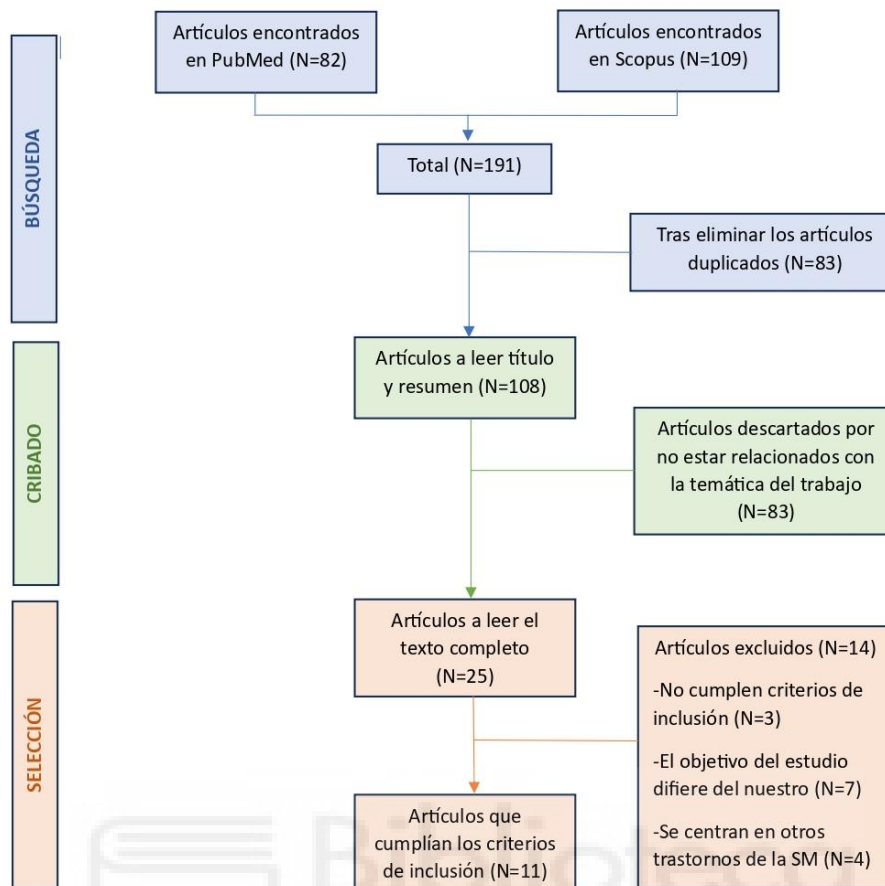 BÚSQUEDA
Artículos encontrados
en PubMed (N=82)
Artículos encontrados
en Scopus (N=109)
Total (N=191)
Tras eliminar los artículos
duplicados (N=83)
CRIBADO
Artículos a leer título
y resumen (N=108)
Artículos descartados por
no estar relacionados con
la temática del trabajo
(N=83)
SELECCIÓN
Artículos a leer el
texto completo
(N=25)
Artículos excluidos (N=14)
-No cumplen criterios de
inclusión (N=3)
-El objetivo del estudio
difiere del nuestro (N=7)
-Se centran en otros
trastornos de la SM (N=4)
Artículos que
cumplían los criterios
de inclusión (N=11)
Biblioteca